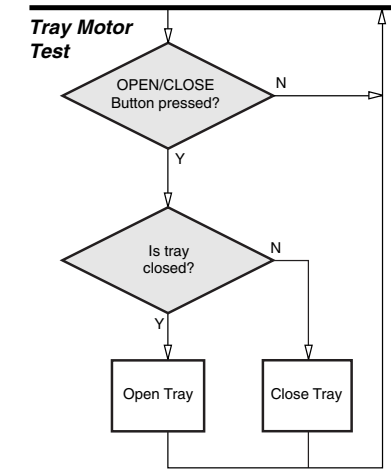 Tray Motor
Test
OPEN/CLOSE
Button pressed?
N
Y
Is tray
closed?
N
Y
Open Tray
Close Tray